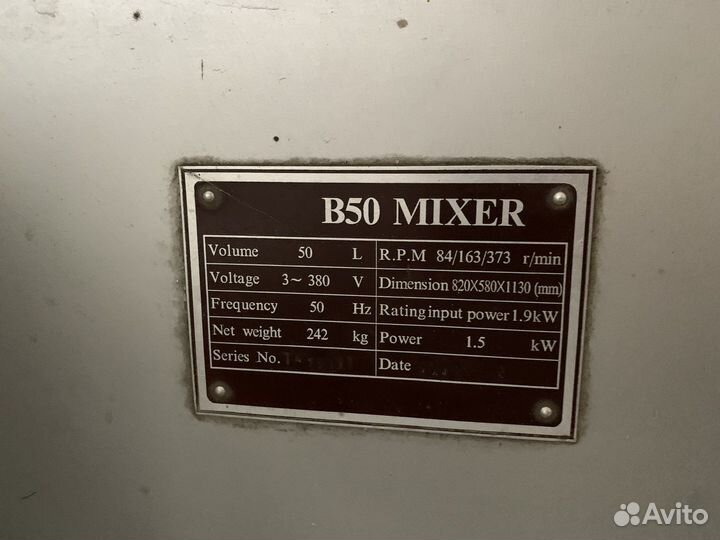 B50 MIXER
Volume 50 L R.P.M 84/163/373 r/min
Voltage 3~ 380 V Dimension 820X580X1130 (mm)
Frequency 50 Hz Rating input power 1.9kW
Net weight 242 kg Power 1.5 kW
Series No. Date
Avito